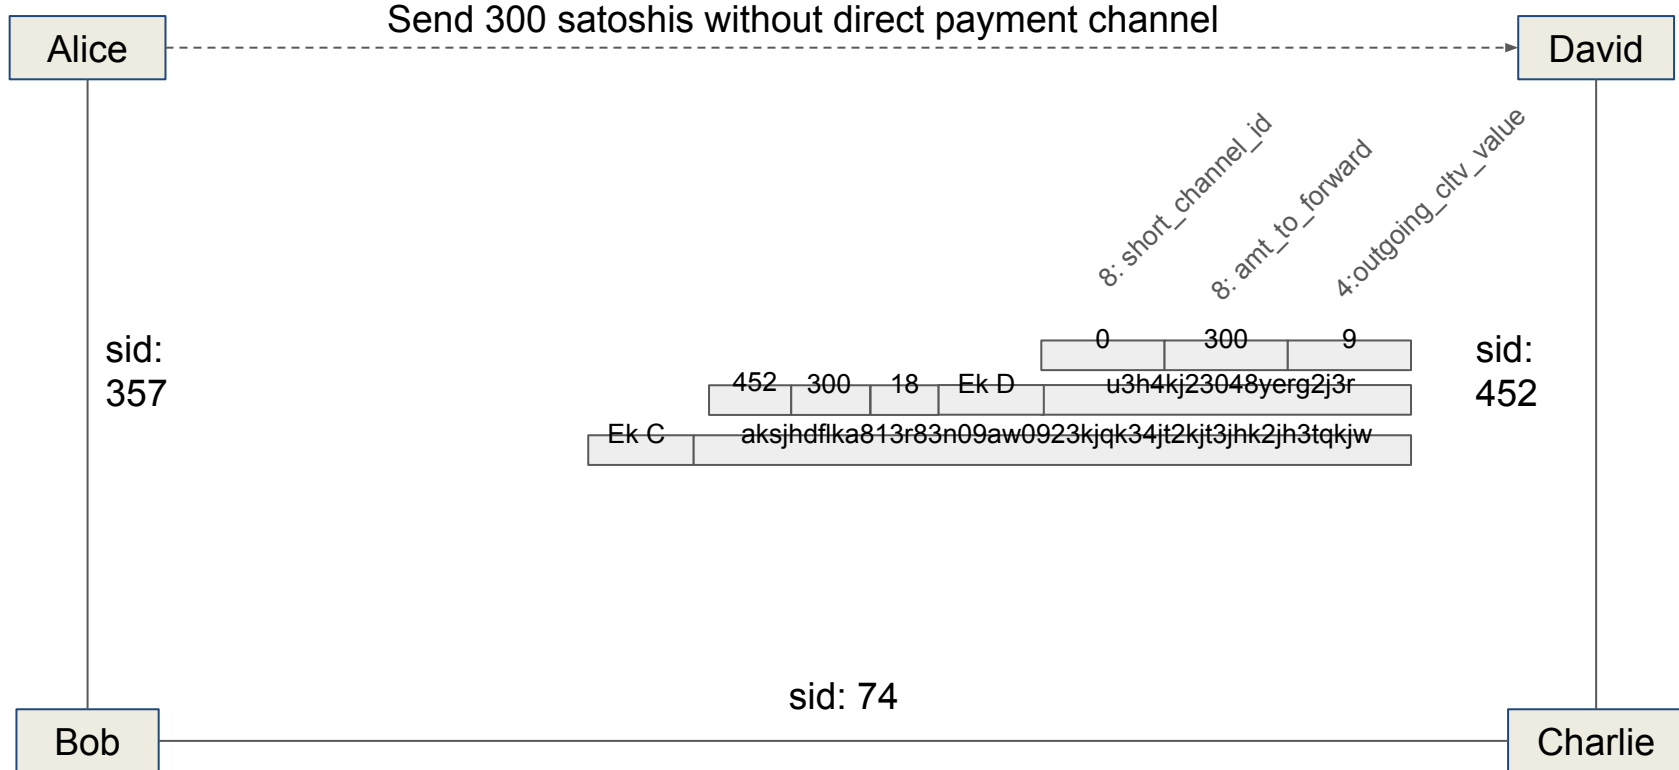 Send 300 satoshis without direct payment channel
Alice
David
8: short_channel_id
8: amt_to_forward
4:outgoing_cltv_value
sid:
357
0 300 9
452 300 18 Ek D u3h4kj23048yerg2j3r
Ek C aksjhdflka813r83n09aw0923kjqk34jt2kjt3jhk2jh3tqkjw
sid:
452
sid: 74
Bob
Charlie